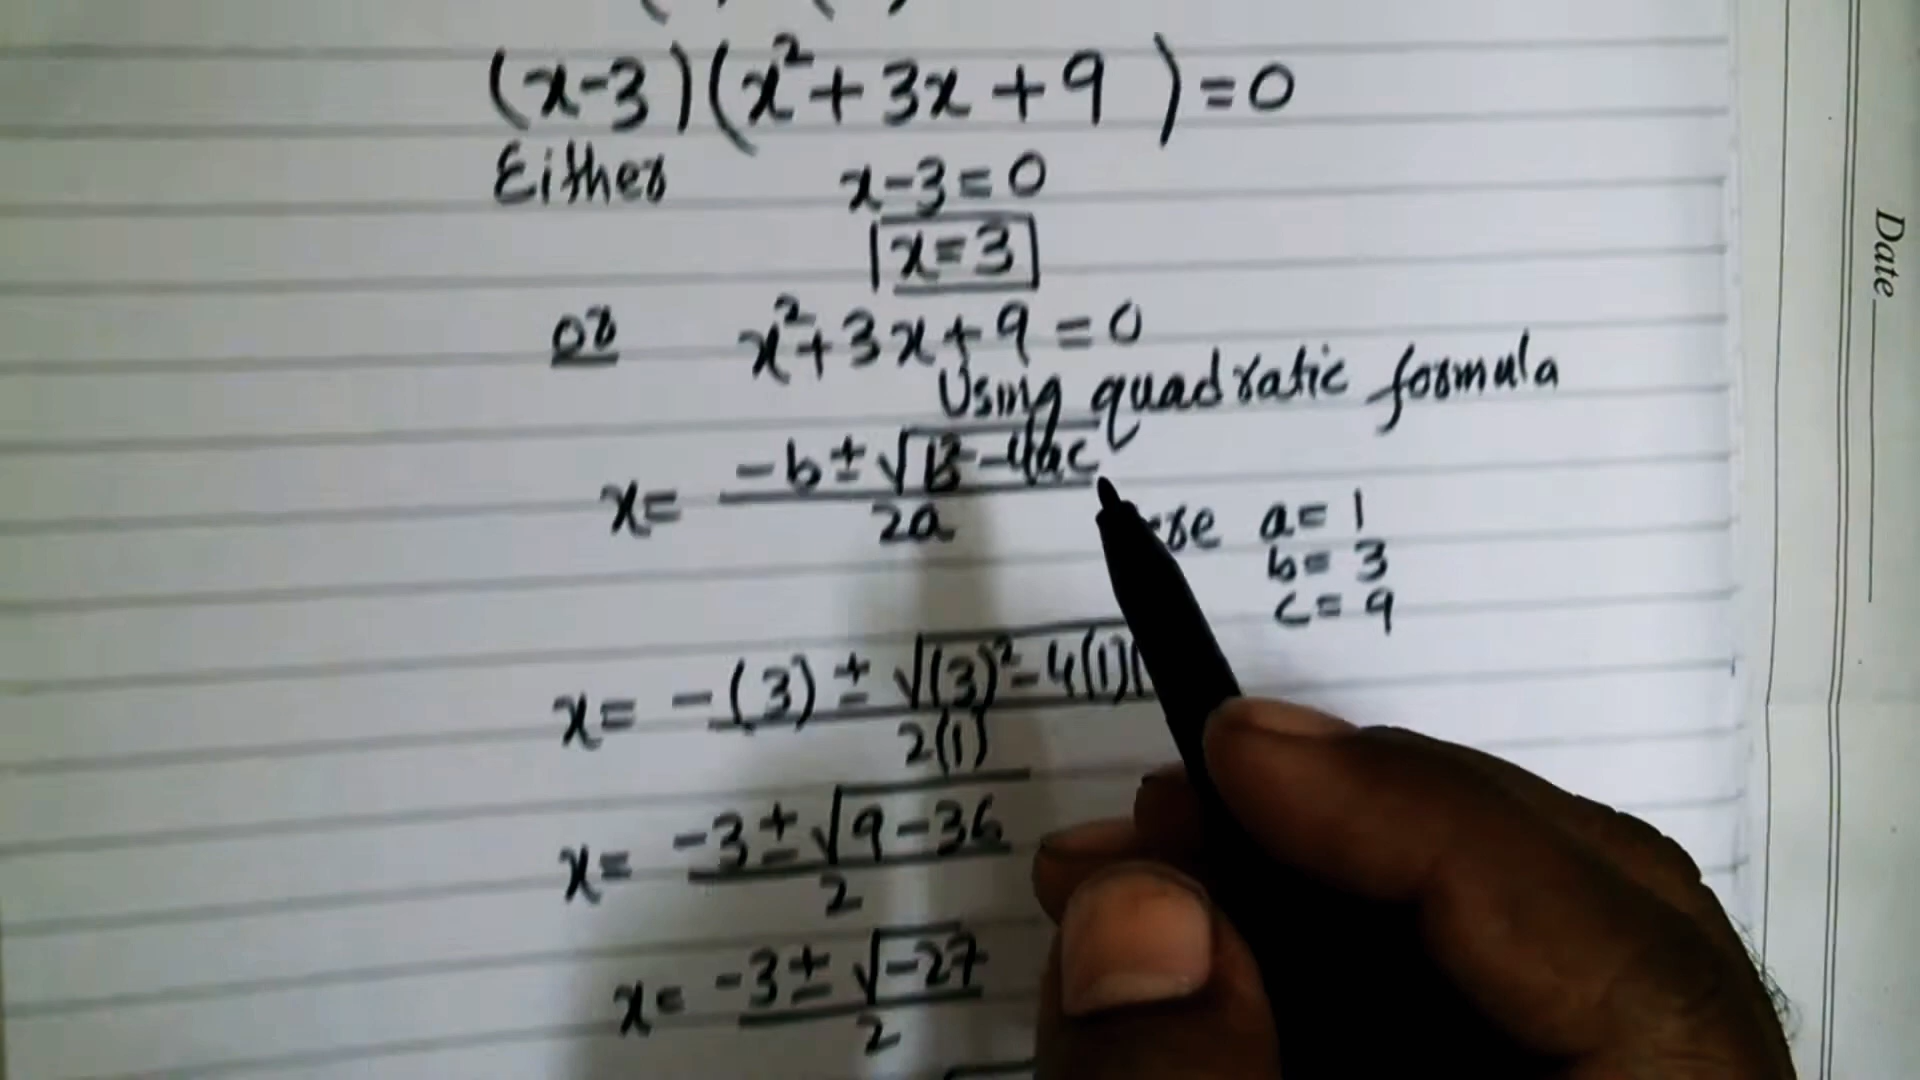 (x-3)(x²+3x+9)=0
Either x-3=0
x=3
or x²+3x+9=0
Using quadratic formula
x= -b±√b²-4ac / 2a
a=1
b=3
c=9
x= -(3)±√(3)²-4(1)( / 2(1)
x= -3±√9-36 / 2
x= -3±√-27 / 2
Date